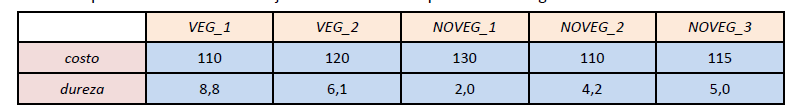 VEG_1 VEG_2 NOVEG_1 NOVEG_2 NOVEG_3
costo 110 120 130 110 115
dureza 8,8 6,1 2,0 4,2 5,0